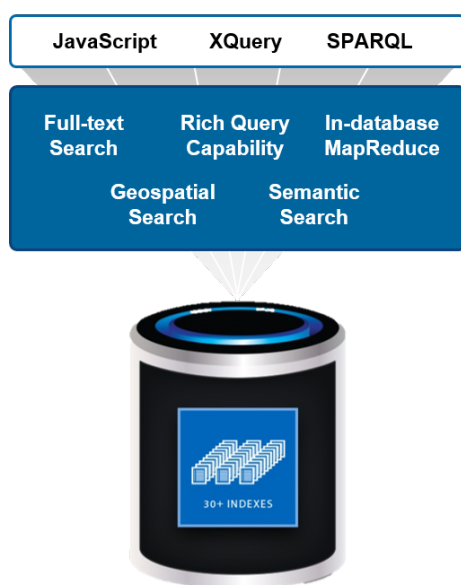 JavaScript XQuery SPARQL
Full-text Rich Query In-database
Search Capability MapReduce
Geospatial Semantic
Search Search
30+ INDEXES